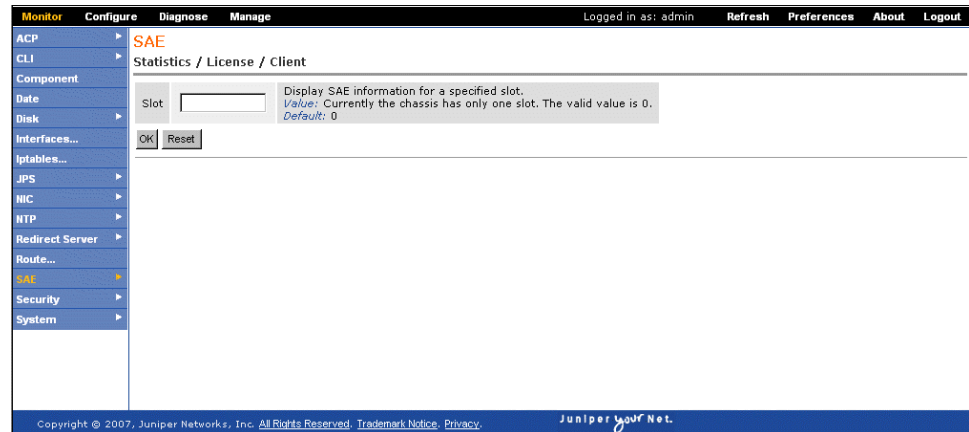 Monitor Configure Diagnose Manage Logged in as: admin Refresh Preferences About Logout
ACP
CLI
Component
Date
Disk
Interfaces...
Iptables...
JPS
NIC
NTP
Redirect Server
Route...
SAE
Security
System
SAE
Statistics / License / Client
Slot
Display SAE information for a specified slot.
Value: Currently the chassis has only one slot. The valid value is 0.
Default: 0
OK Reset
Copyright © 2007, Juniper Networks, Inc. All Rights Reserved. Trademark Notice. Privacy.
Juniper your Net.